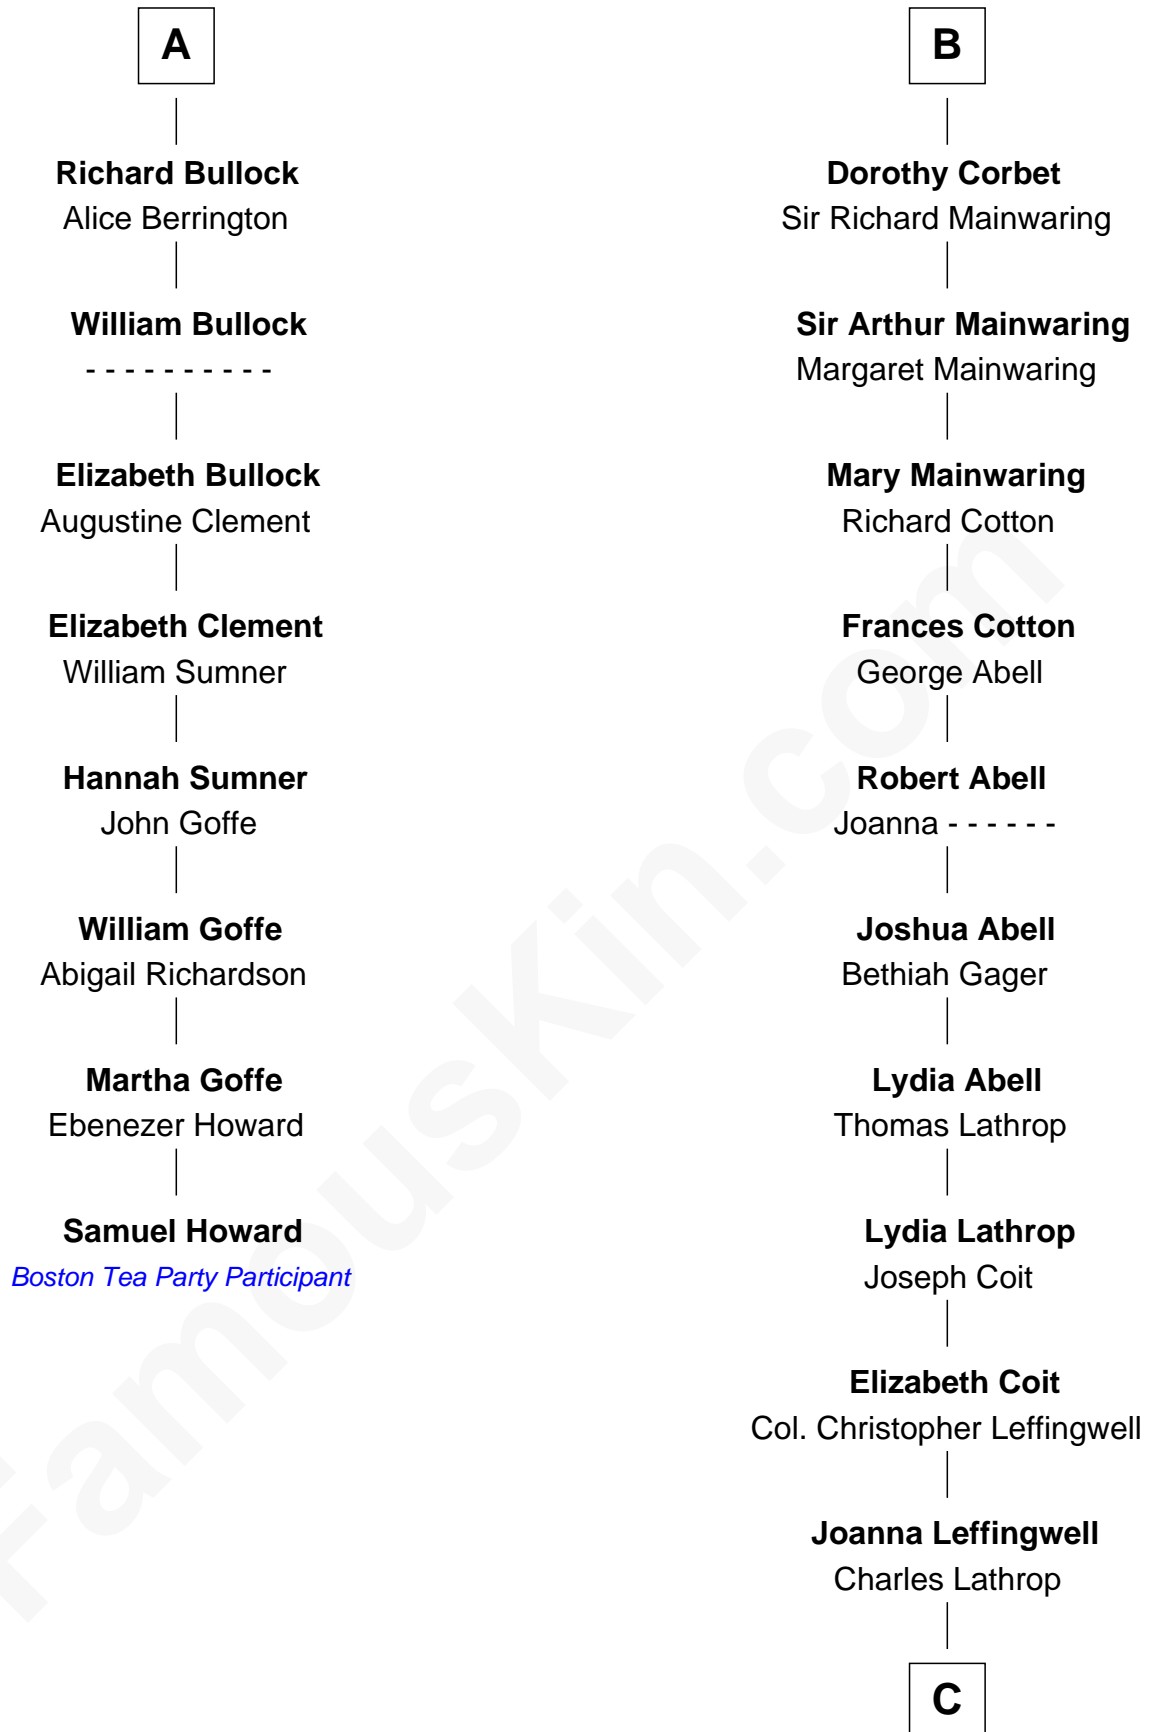 A
Richard Bullock
Alice Berrington
William Bullock
- - - - - - - - - -
Elizabeth Bullock
Augustine Clement
Elizabeth Clement
William Sumner
Hannah Sumner
John Goffe
William Goffe
Abigail Richardson
Martha Goffe
Ebenezer Howard
Samuel Howard
Boston Tea Party Participant
B
Dorothy Corbet
Sir Richard Mainwaring
Sir Arthur Mainwaring
Margaret Mainwaring
Mary Mainwaring
Richard Cotton
Frances Cotton
George Abell
Robert Abell
Joanna - - - - - -
Joshua Abell
Bethiah Gager
Lydia Abell
Thomas Lathrop
Lydia Lathrop
Joseph Coit
Elizabeth Coit
Col. Christopher Leffingwell
Joanna Leffingwell
Charles Lathrop
C
FamousKin.com